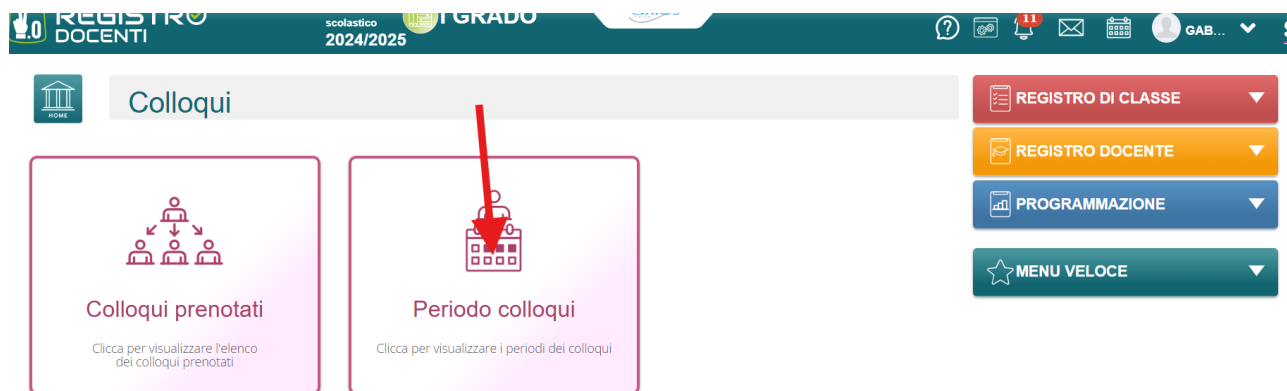 REGISTRO
DOCENTI
scolastico
2024/2025
I GRADO
11
GAB...
HOME
Colloqui
REGISTRO DI CLASSE
REGISTRO DOCENTE
PROGRAMMAZIONE
MENU VELOCE
Colloqui prenotati
Clicca per visualizzare l'elenco
dei colloqui prenotati
Periodo colloqui
Clicca per visualizzare i periodi dei colloqui